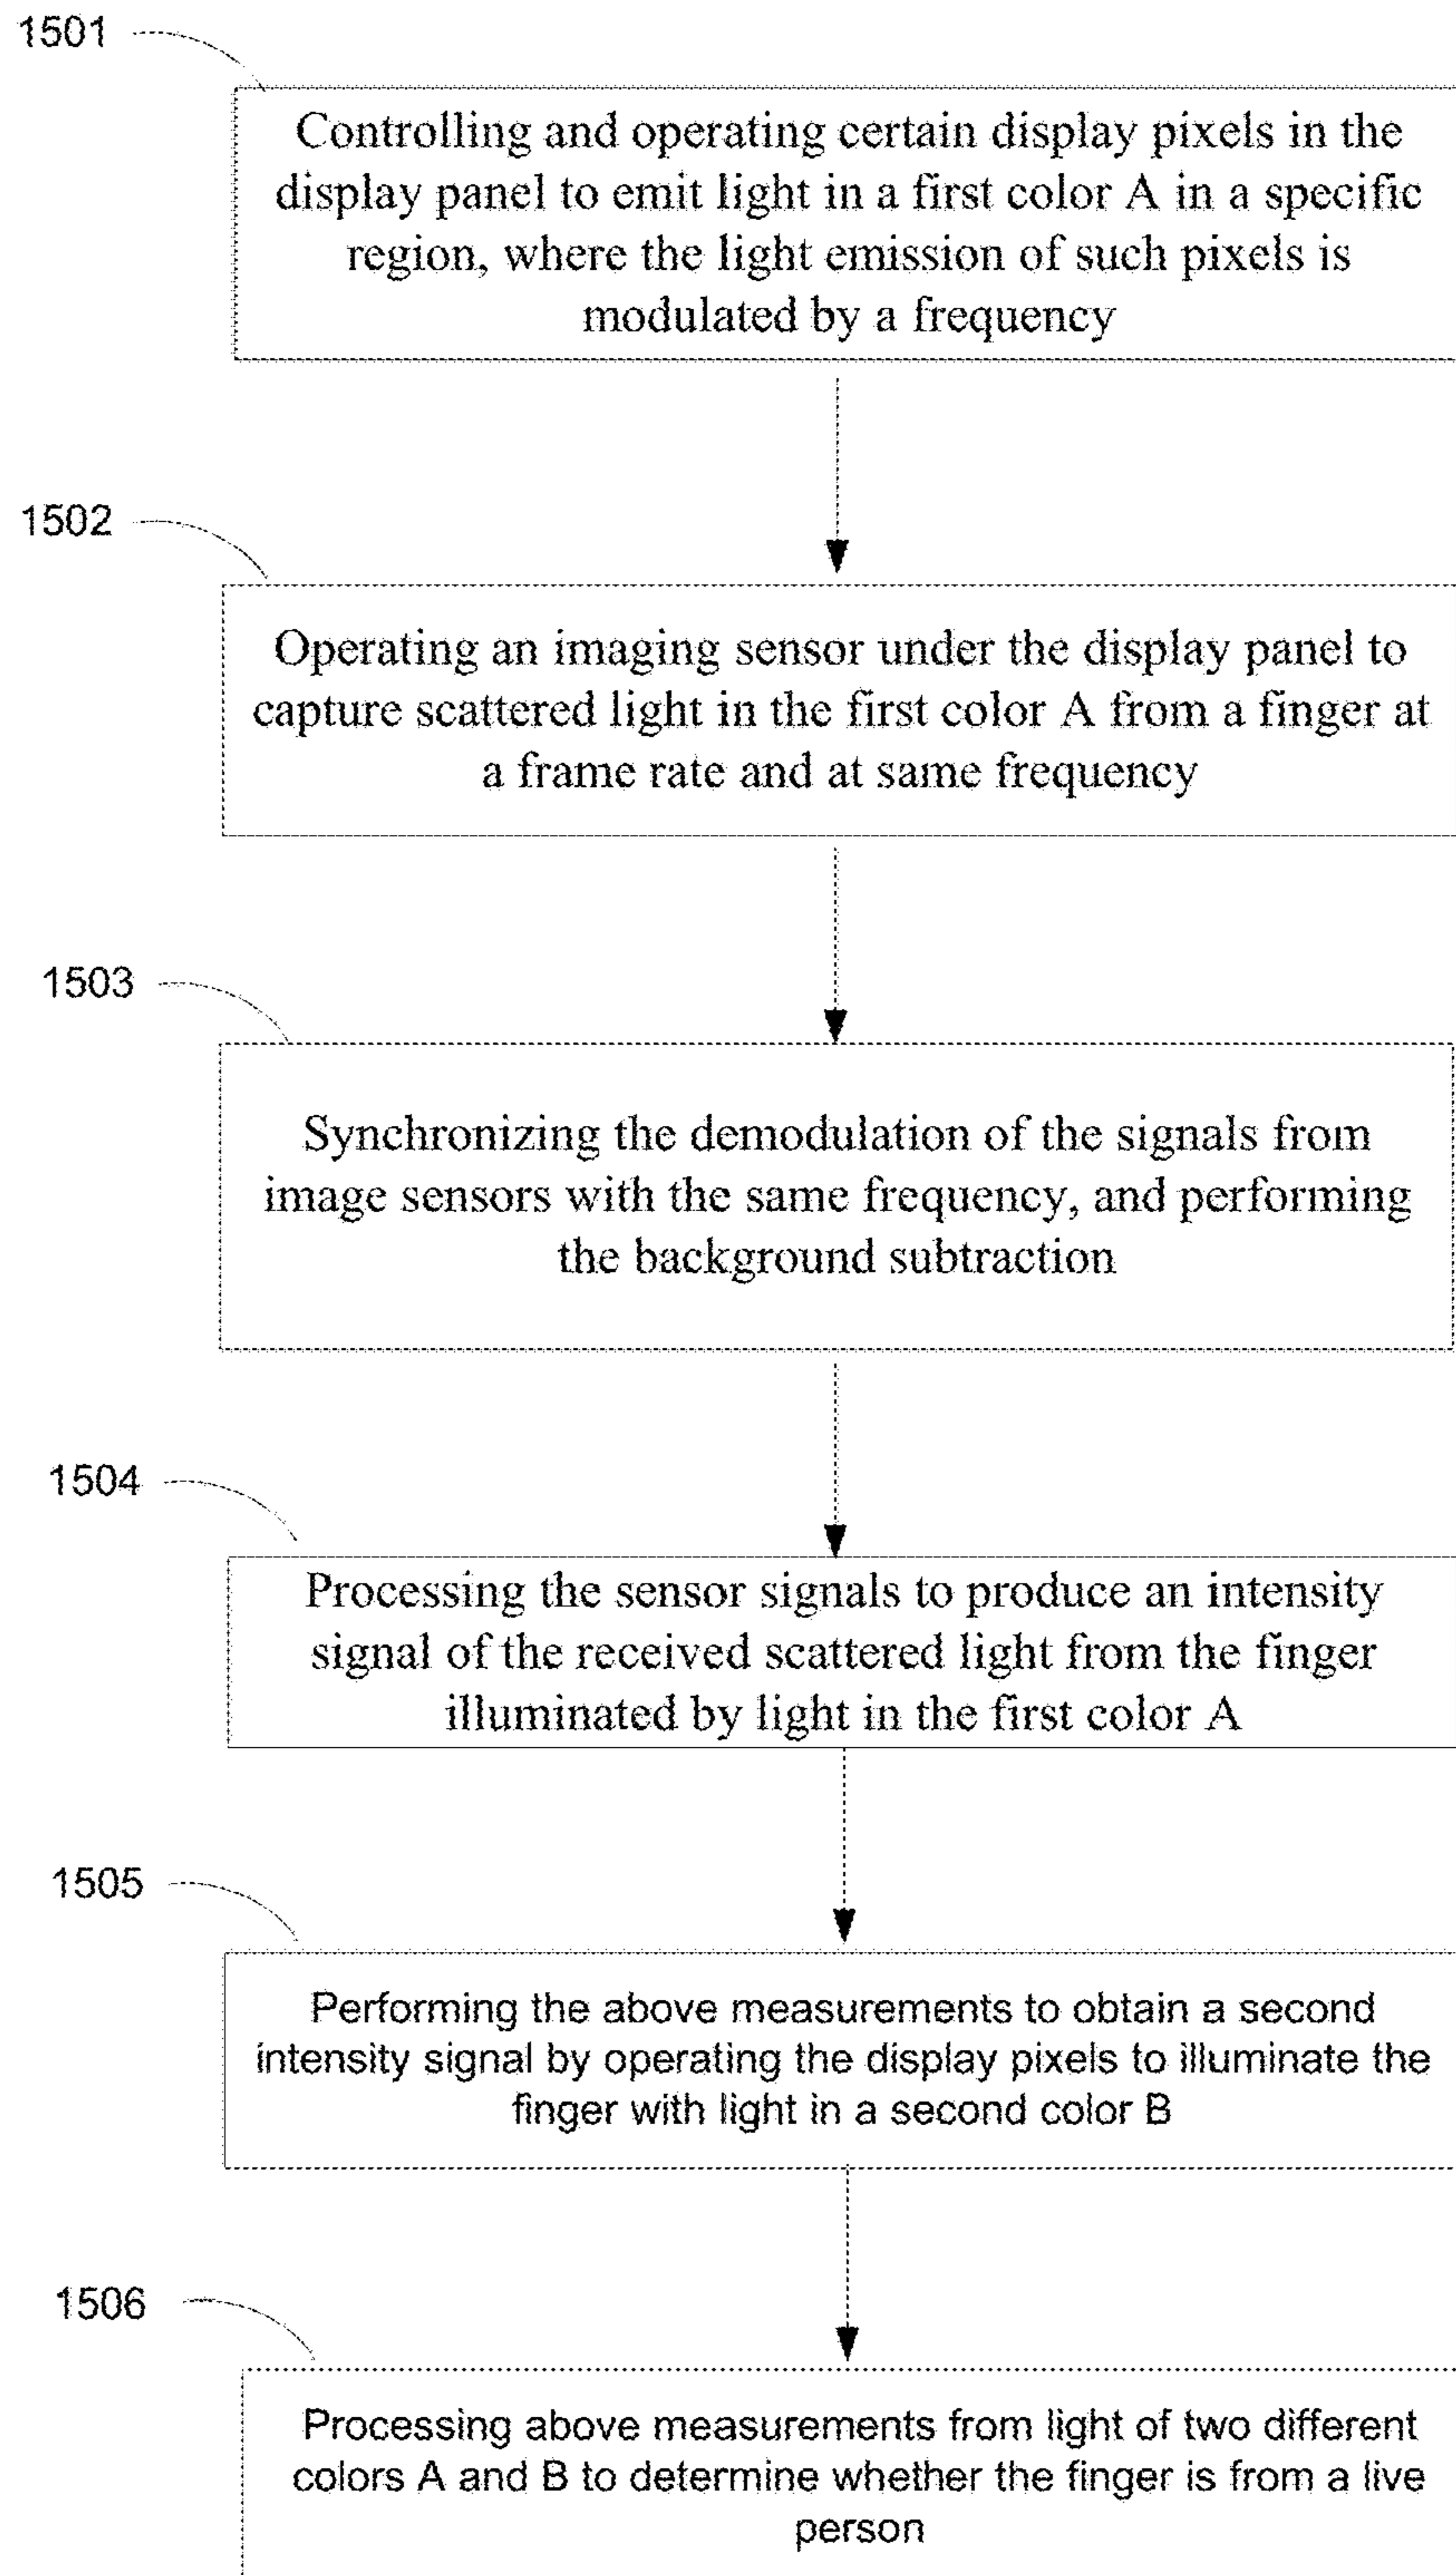 1501
Controlling and operating certain display pixels in the
display panel to emit light in a first color A in a specific
region, where the light emission of such pixels is
modulated by a frequency
1502
Operating an imaging sensor under the display panel to
capture scattered light in the first color A from a finger at
a frame rate and at same frequency
1503
Synchronizing the demodulation of the signals from
image sensors with the same frequency, and performing
the background subtraction
1504
Processing the sensor signals to produce an intensity
signal of the received scattered light from the finger
illuminated by light in the first color A
1505
Performing the above measurements to obtain a second
intensity signal by operating the display pixels to illuminate the
finger with light in a second color B
1506
Processing above measurements from light of two different
colors A and B to determine whether the finger is from a live
person